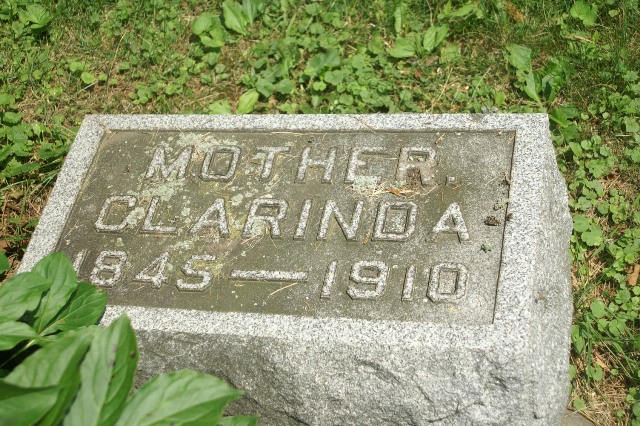 MOTHER.
CLARINDA
1845 — 1910